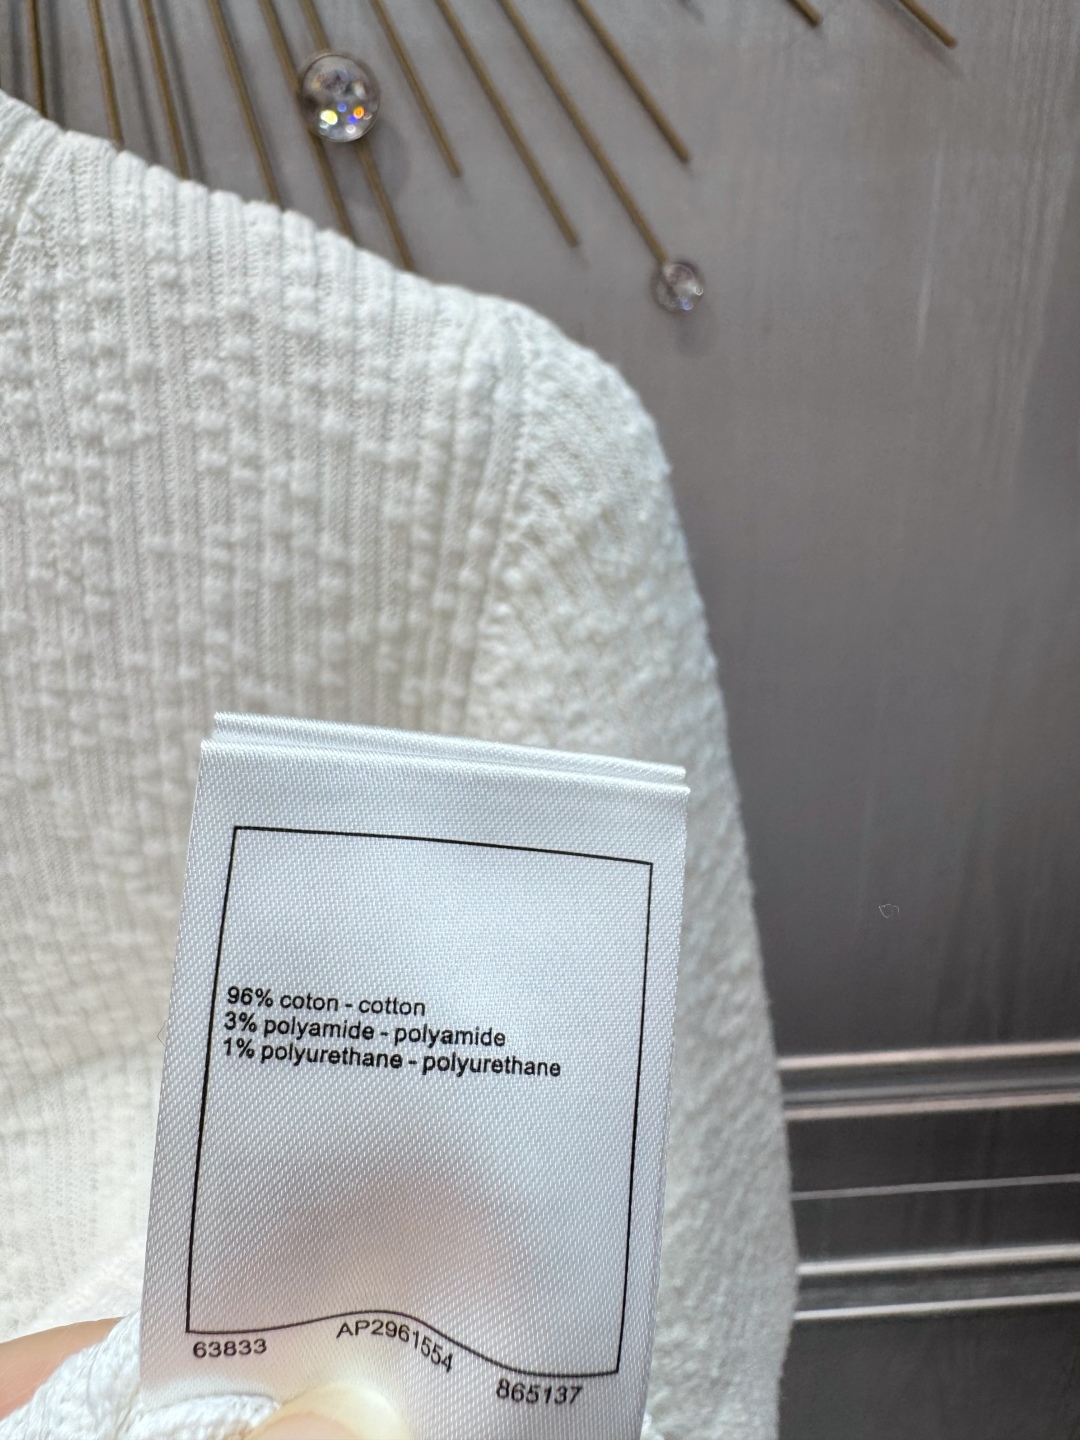 96% coton - cotton
3% polyamide - polyamide
1% polyurethane - polyurethane
63833
AP2961554
865137